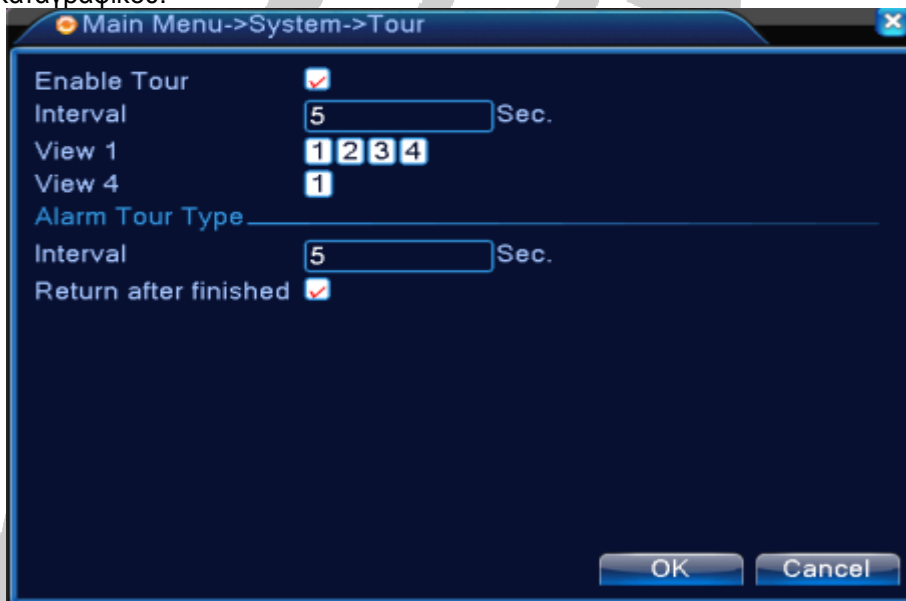 καταγραφικού.
Main Menu->System->Tour
Enable Tour
Interval 5 Sec.
View 1 1 2 3 4
View 4 1
Alarm Tour Type
Interval 5 Sec.
Return after finished
OK Cancel